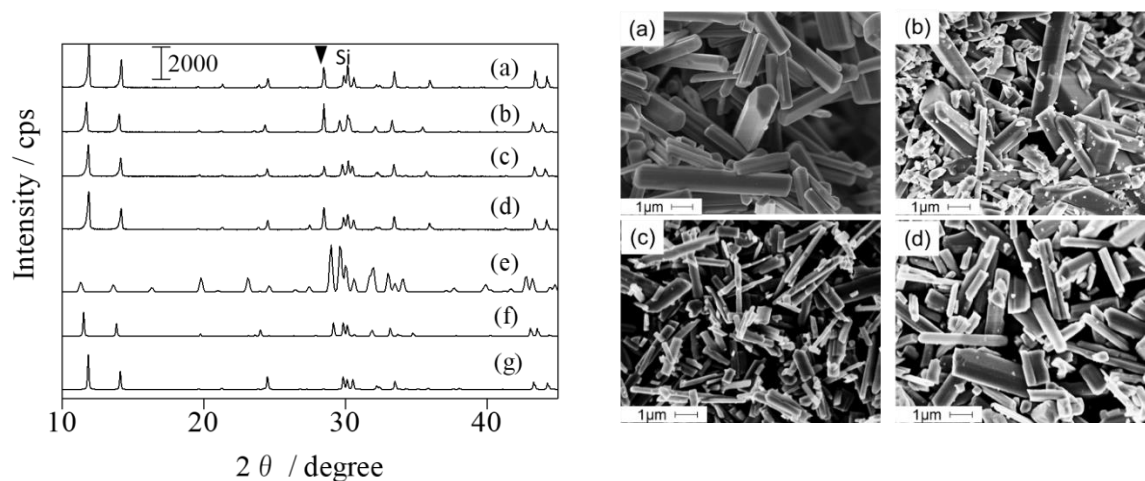 2000
Si
(a)
(b)
(c)
(d)
(e)
(f)
(g)
Intensity / cps
10 20 30 40
2 θ / degree
(a)
1μm
(b)
1μm
(c)
1μm
(d)
1μm